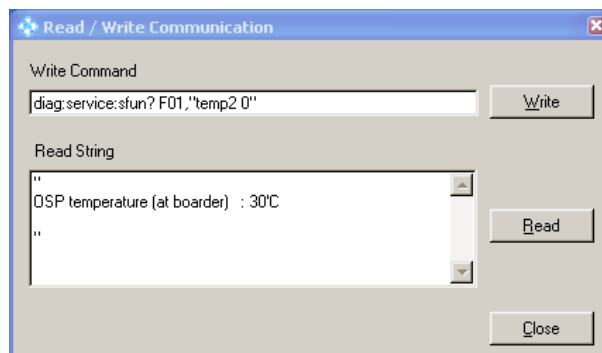 Read / Write Communication
Write Command
diag:service:sfun? F01,"temp2 0"
Write
Read String
"
OSP temperature (at boarder) : 30'C
"
Read
Close